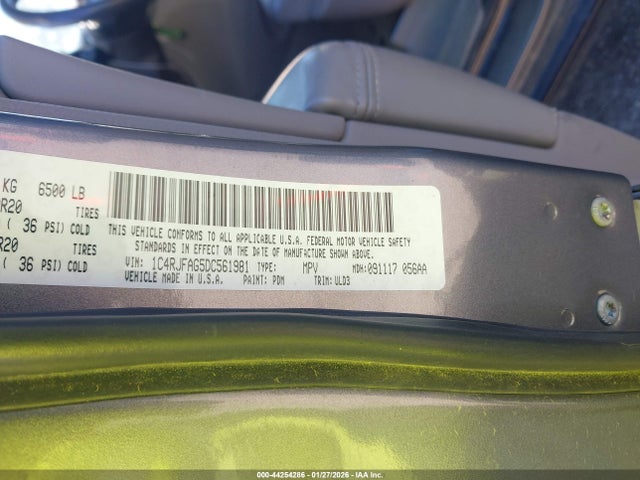 KG 6500 LB
R20 TIRES
( 36 PSI) COLD
R20 TIRES
( 36 PSI) COLD
THIS VEHICLE CONFORMS TO ALL APPLICABLE U.S.A. FEDERAL MOTOR VEHICLE SAFETY
STANDARDS IN EFFECT ON THE DATE OF MANUFACTURE SHOWN ABOVE.
VIN: 1C4RJFAG5DC561981 TYPE: MPV MDH: 091117 056AA
VEHICLE MADE IN U.S.A. PAINT: PDM TRIM: ULD3
000-44254286 - 01/27/2026 - IAA Inc.